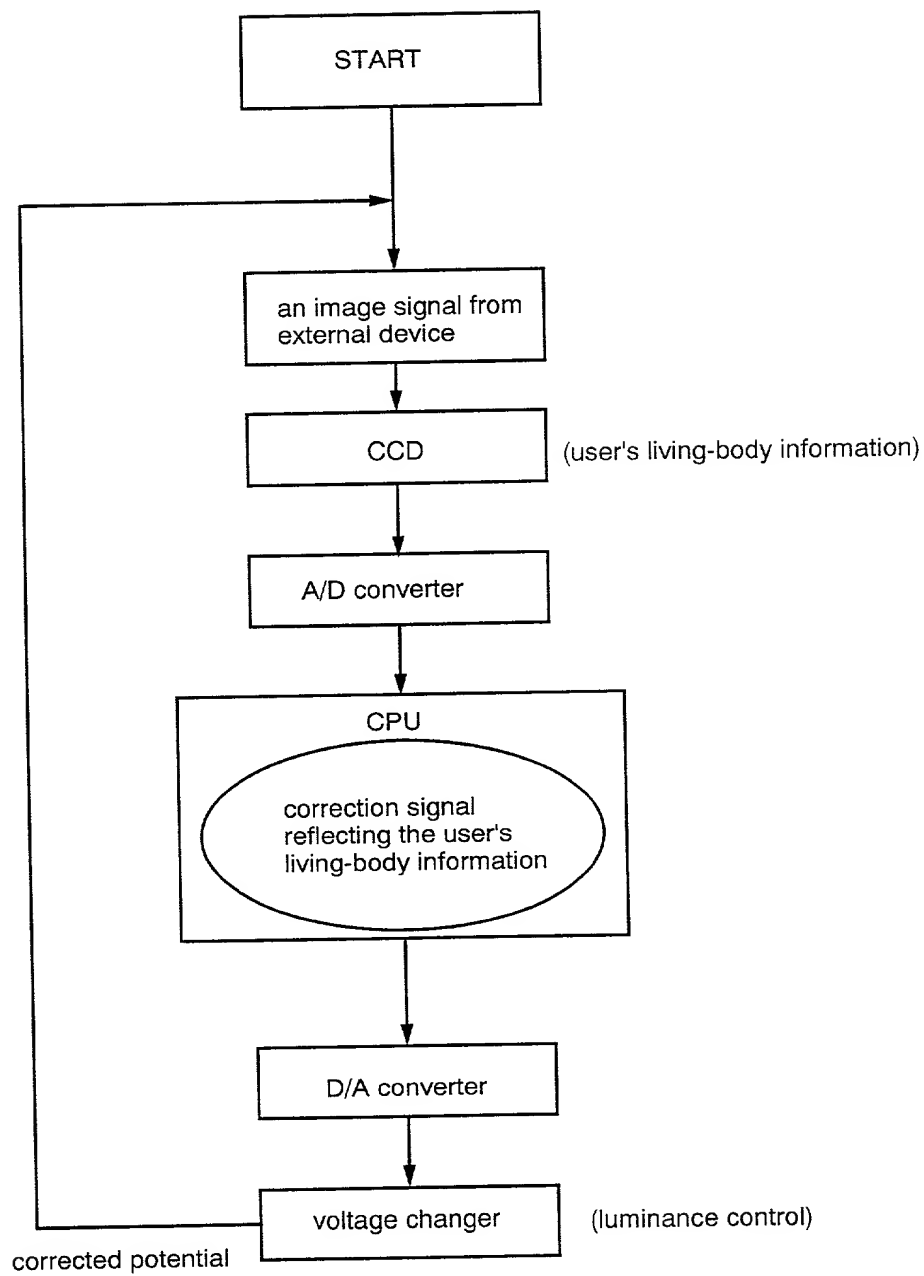 START
an image signal from
external device
CCD
(user's living-body information)
A/D converter
CPU
correction signal
reflecting the user's
living-body information
D/A converter
voltage changer
(luminance control)
corrected potential